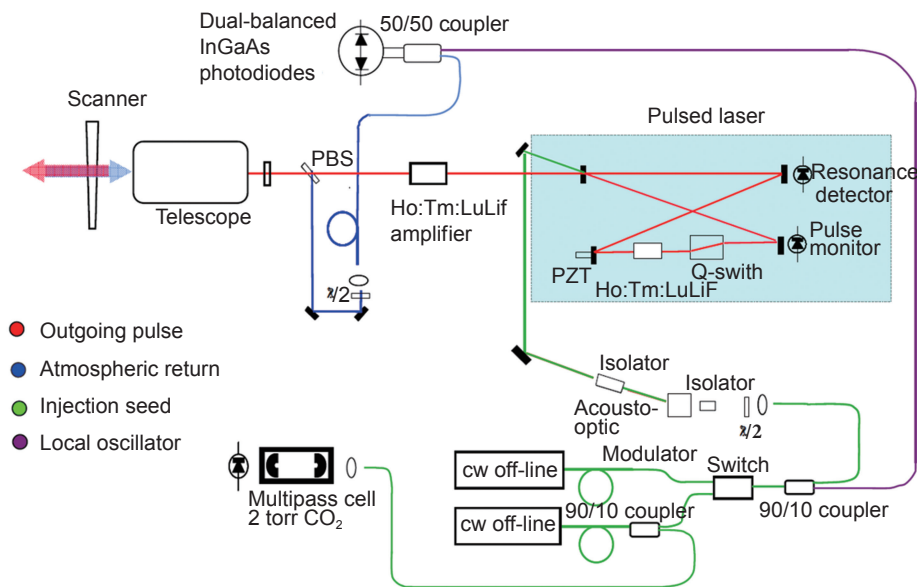 Dual-balanced
InGaAs
photodiodes
50/50 coupler
Scanner
Pulsed laser
PBS
Resonance
detector
Telescope
Ho:Tm:LuLif
amplifier
Pulse
monitor
PZT
Q-swith
Ho:Tm:LuLiF
λ/2
Outgoing pulse
Atmospheric return
Injection seed
Local oscillator
Isolator
Isolator
Acousto-
optic
λ/2
Modulator
Switch
cw off-line
Multipass cell
2 torr CO₂
90/10 coupler
cw off-line
90/10 coupler